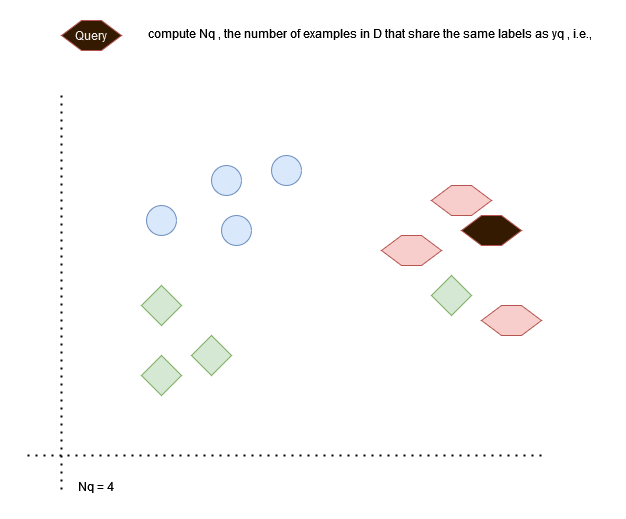 Query
compute Nq , the number of examples in D that share the same labels as yq , i.e.,
Nq = 4